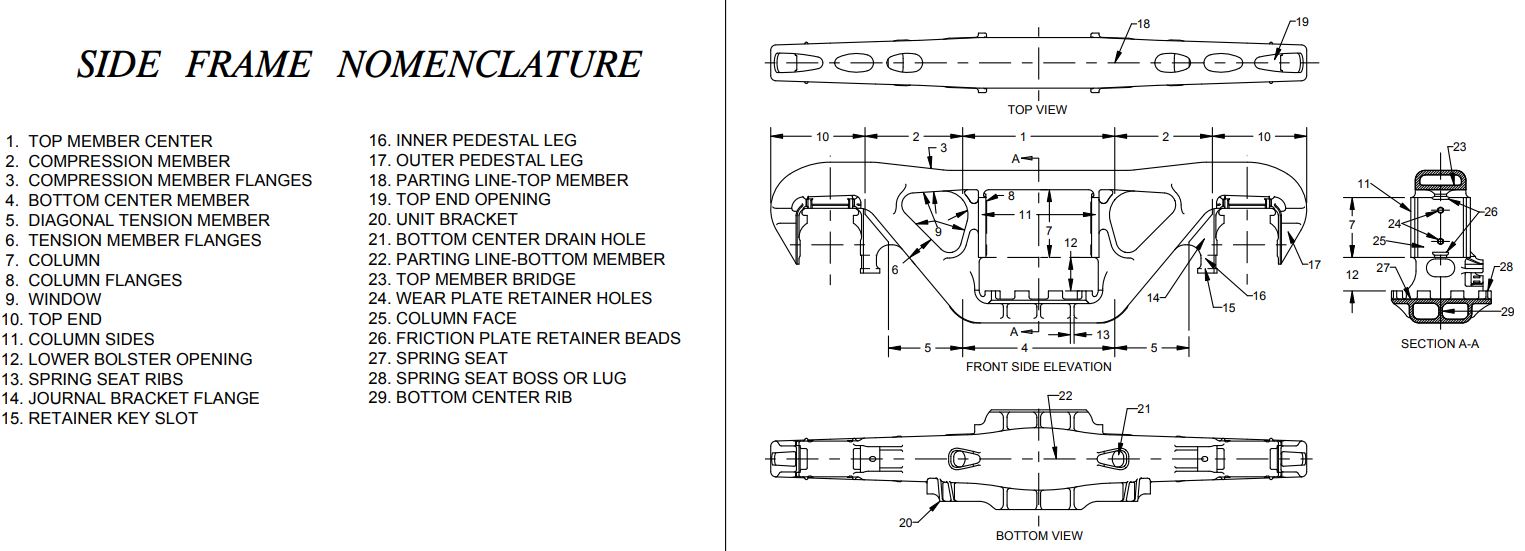 SIDE FRAME NOMENCLATURE
1. TOP MEMBER CENTER
2. COMPRESSION MEMBER
3. COMPRESSION MEMBER FLANGES
4. BOTTOM CENTER MEMBER
5. DIAGONAL TENSION MEMBER
6. TENSION MEMBER FLANGES
7. COLUMN
8. COLUMN FLANGES
9. WINDOW
10. TOP END
11. COLUMN SIDES
12. LOWER BOLSTER OPENING
13. SPRING SEAT RIBS
14. JOURNAL BRACKET FLANGE
15. RETAINER KEY SLOT
16. INNER PEDESTAL LEG
17. OUTER PEDESTAL LEG
18. PARTING LINE-TOP MEMBER
19. TOP END OPENING
20. UNIT BRACKET
21. BOTTOM CENTER DRAIN HOLE
22. PARTING LINE-BOTTOM MEMBER
23. TOP MEMBER BRIDGE
24. WEAR PLATE RETAINER HOLES
25. COLUMN FACE
26. FRICTION PLATE RETAINER BEADS
27. SPRING SEAT
28. SPRING SEAT BOSS OR LUG
29. BOTTOM CENTER RIB
18
19
TOP VIEW
10 2 1 2 10
3
A
8
11
7
9
12
6
17
14
16
15
A
13
5 4 5
FRONT SIDE ELEVATION
23
11
26
24
7
25
27
28
12
29
SECTION A-A
22
21
20
BOTTOM VIEW